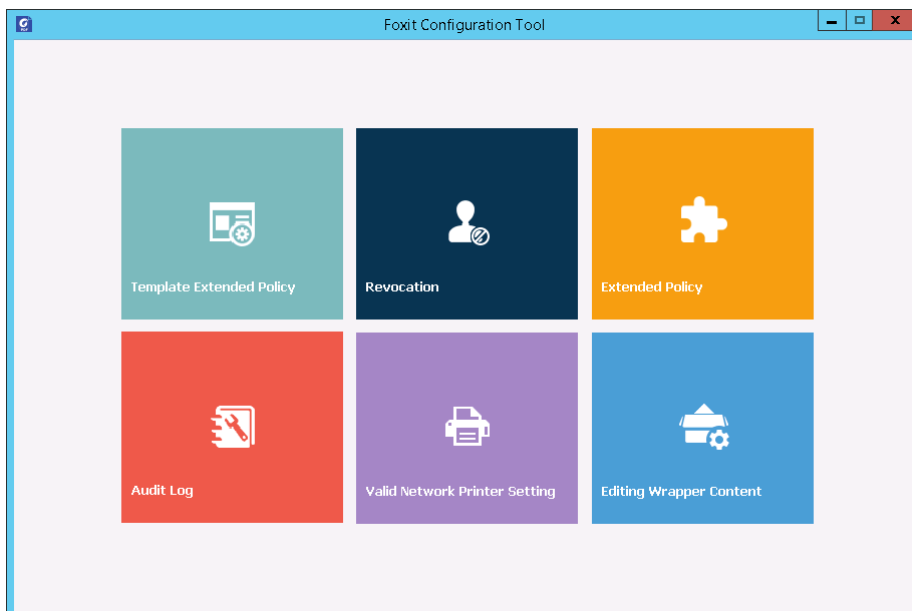 Foxit Configuration Tool
Template Extended Policy
Revocation
Extended Policy
Audit Log
Valid Network Printer Setting
Editing Wrapper Content